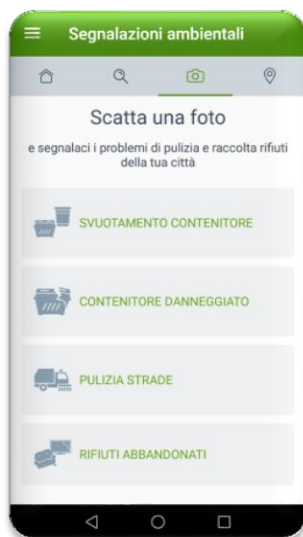 Segnalazioni ambientali
Scatta una foto
e segnalaci i problemi di pulizia e raccolta rifiuti
della tua città
SVUOTAMENTO CONTENITORE
CONTENITORE DANNEGGIATO
PULIZIA STRADE
RIFIUTI ABBANDONATI